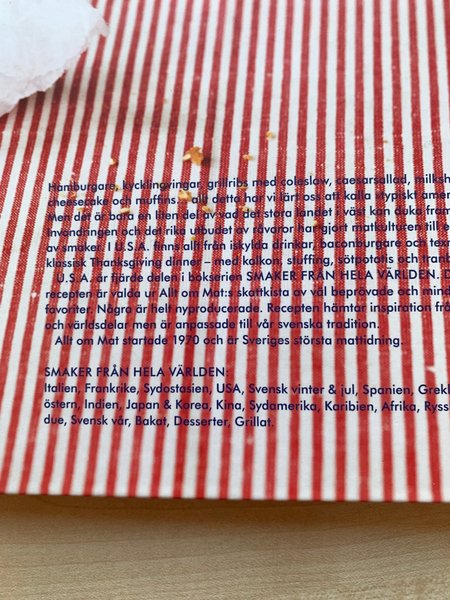 Hamburgare, kycklingvingar, grillribs med coleslaw, caesarsallad, milksh
cheesecake och muffins – allt detta har vi lärt oss att kalla »typiskt amer
Men det är bara en liten del av vad det stora landet i väst kan duka fram
Invandringen och det rika utbudet av råvaror har gjort matkulturen till e
av smaker. I U.S.A. finns allt från iskylda drinkar, baconburgare och texm
klassisk Thanksgiving dinner – med kalkon, stuffing, sötpotatis och tranb
U.S.A. är fjärde delen i bokserien SMAKER FRÅN HELA VÄRLDEN. D
recepten är valda ur Allt om Mat:s skattkista av väl beprövade och mind
favoriter. Några är helt nyproducerade. Recepten hämtar inspiration frå
och världsdelar men är anpassade till vår svenska tradition.
Allt om Mat startade 1970 och är Sveriges största mattidning.
SMAKER FRÅN HELA VÄRLDEN:
Italien, Frankrike, Sydostasien, USA, Svensk vinter & jul, Spanien, Grekl
östern, Indien, Japan & Korea, Kina, Sydamerika, Karibien, Afrika, Ryss
due, Svensk vår, Bakat, Desserter, Grillat.